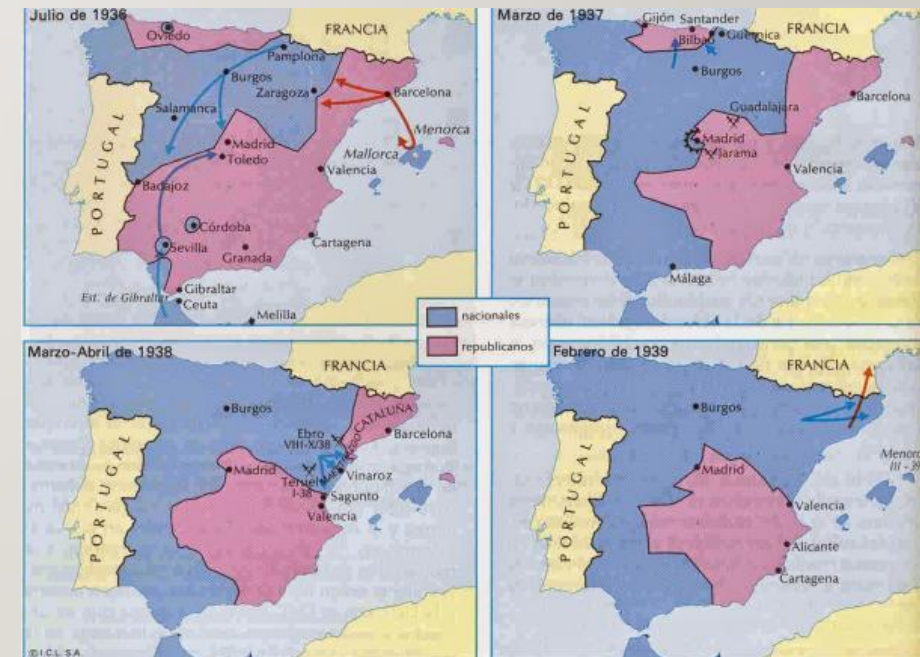 Julio de 1936
FRANCIA
Oviedo
Pamplona
Burgos
Zaragoza
Barcelona
Salamanca
Menorca
Mallorca
Madrid
Toledo
Valencia
Badajoz
PORTUGAL
Córdoba
Sevilla
Granada
Cartagena
Est. de Gibraltar
Gibraltar
Ceuta
Melilla
Marzo de 1937
Gijón
Santander
FRANCIA
Bilbao
Guernica
Burgos
Barcelona
Guadalajara
Madrid
Jarama
PORTUGAL
Valencia
Málaga
nacionales
republicanos
Marzo-Abril de 1938
FRANCIA
Burgos
CATALUÑA
Barcelona
Ebro
VIII-X/38
Madrid
Teruel
I-38
Vinaroz
Sagunto
Valencia
PORTUGAL
© I.C.L. S.A.
Febrero de 1939
FRANCIA
Burgos
Menor
III - 39
Madrid
Valencia
PORTUGAL
Alicante
Cartagena